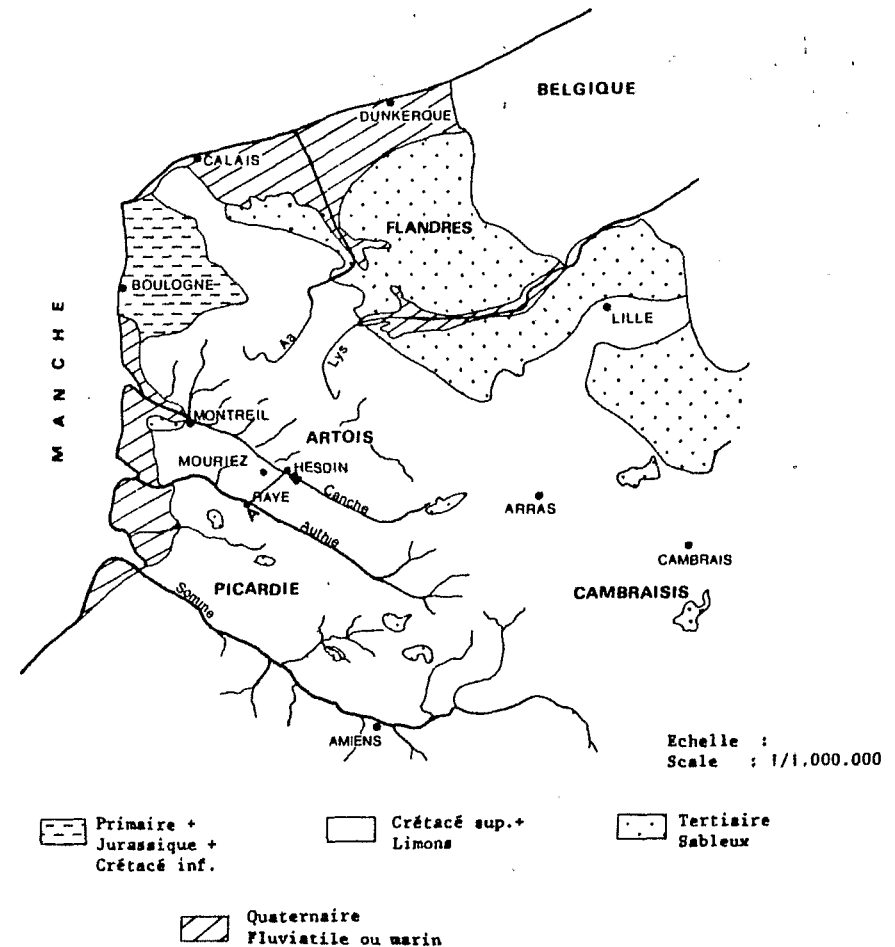 BELGIQUE
DUNKERQUE
CALAIS
FLANDRES
BOULOGNE
LILLE
MANCHE
Aa
Lys
MONTREIL
ARTOIS
MOURIEZ
HESDIN
RAYE
Canche
ARRAS
Authie
CAMBRAIS
PICARDIE
CAMBRAISIS
Somme
AMIENS
Echelle :
Scale : 1/1.000.000
Primaire +
Jurassique +
Crétacé inf.
Crétacé sup.+
Limons
Tertiaire
Sableux
Quaternaire
Fluviatile ou marin